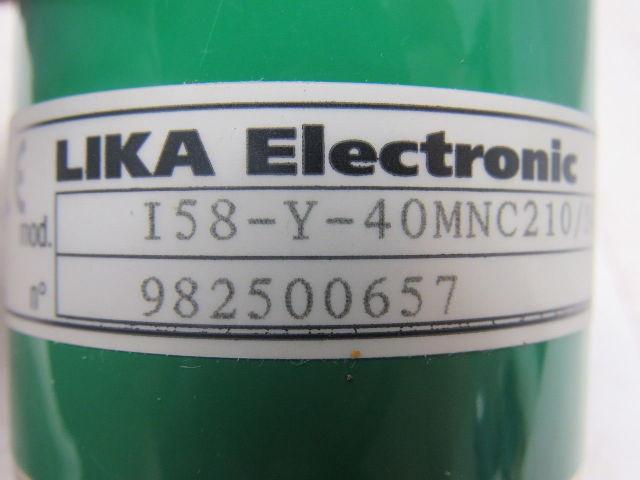 LIKA Electronic
mod. I58-Y-40MNC210/
n° 982500657